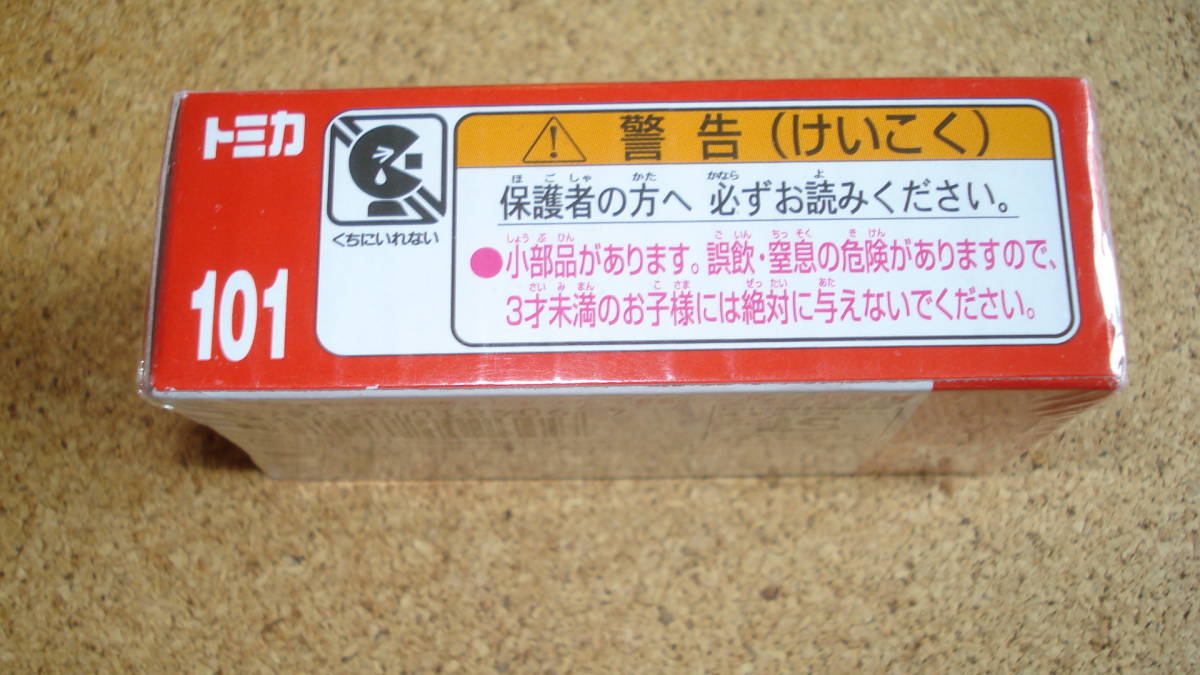 トミカ
101
くちにいれない
警告（けいこく）
ほごしゃ かた かなら よ
保護者の方へ 必ずお読みください。
しょうぶひん ごいん ちっそく きけん
●小部品があります。誤飲・窒息の危険がありますので、
さいみまん こさま ぜったい あた
3才未満のお子様には絶対に与えないでください。